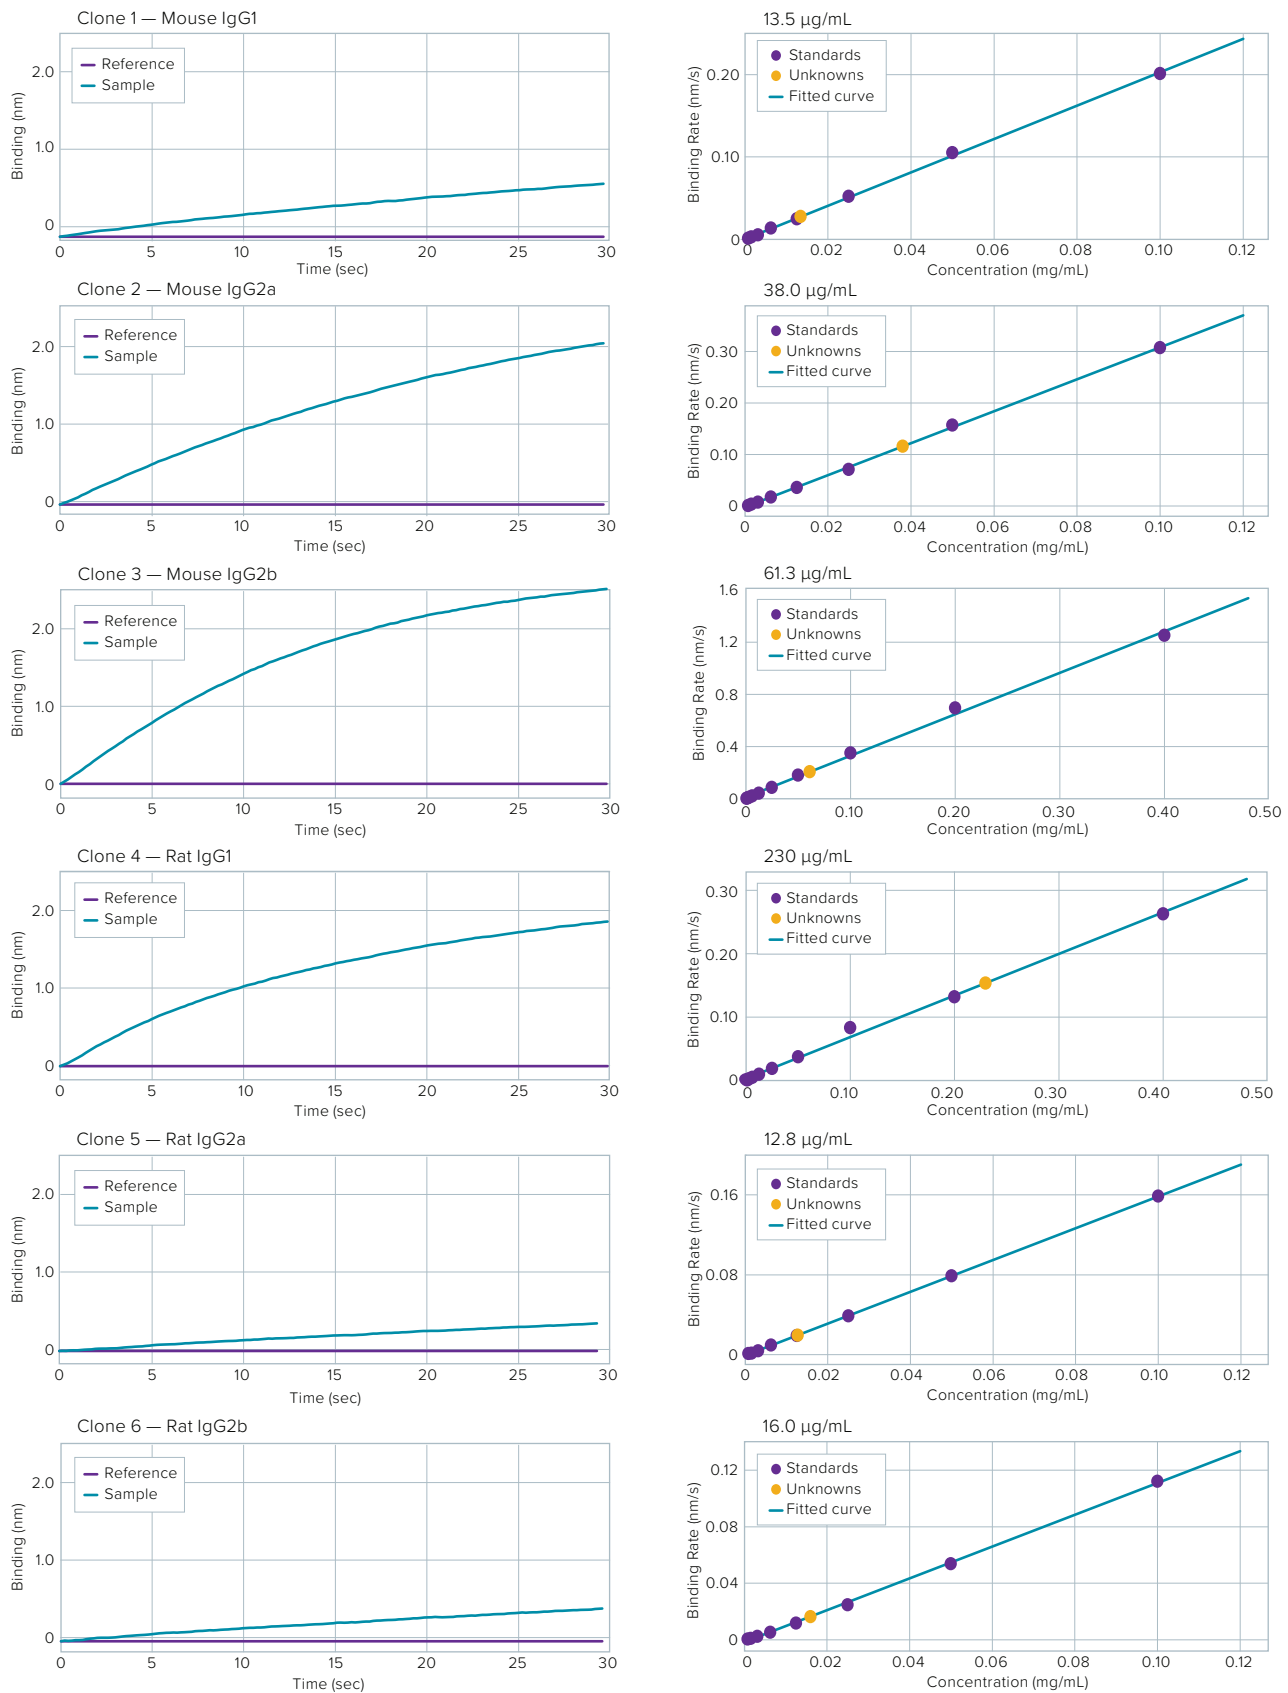 Clone 1 — Mouse IgG1
Reference
Sample
Binding (nm)
2.0
1.0
0
0 5 10 15 20 25 30
Time (sec)
13.5 µg/mL
Standards
Unknowns
Fitted curve
Binding Rate (nm/s)
0.20
0.10
0
0 0.02 0.04 0.06 0.08 0.10 0.12
Concentration (mg/mL)
Clone 2 — Mouse IgG2a
Reference
Sample
Binding (nm)
2.0
1.0
0
0 5 10 15 20 25 30
Time (sec)
38.0 µg/mL
Standards
Unknowns
Fitted curve
Binding Rate (nm/s)
0.30
0.20
0.10
0
0 0.02 0.04 0.06 0.08 0.10 0.12
Concentration (mg/mL)
Clone 3 — Mouse IgG2b
Reference
Sample
Binding (nm)
2.0
1.0
0
0 5 10 15 20 25 30
Time (sec)
61.3 µg/mL
Standards
Unknowns
Fitted curve
Binding Rate (nm/s)
1.6
1.2
0.8
0.4
0
0 0.10 0.20 0.30 0.40 0.50
Concentration (mg/mL)
Clone 4 — Rat IgG1
Reference
Sample
Binding (nm)
2.0
1.0
0
0 5 10 15 20 25 30
Time (sec)
230 µg/mL
Standards
Unknowns
Fitted curve
Binding Rate (nm/s)
0.30
0.20
0.10
0
0 0.10 0.20 0.30 0.40 0.50
Concentration (mg/mL)
Clone 5 — Rat IgG2a
Reference
Sample
Binding (nm)
2.0
1.0
0
0 5 10 15 20 25 30
Time (sec)
12.8 µg/mL
Standards
Unknowns
Fitted curve
Binding Rate (nm/s)
0.16
0.08
0
0 0.02 0.04 0.06 0.08 0.10 0.12
Concentration (mg/mL)
Clone 6 — Rat IgG2b
Reference
Sample
Binding (nm)
2.0
1.0
0
0 5 10 15 20 25 30
Time (sec)
16.0 µg/mL
Standards
Unknowns
Fitted curve
Binding Rate (nm/s)
0.12
0.08
0.04
0
0 0.02 0.04 0.06 0.08 0.10 0.12
Concentration (mg/mL)